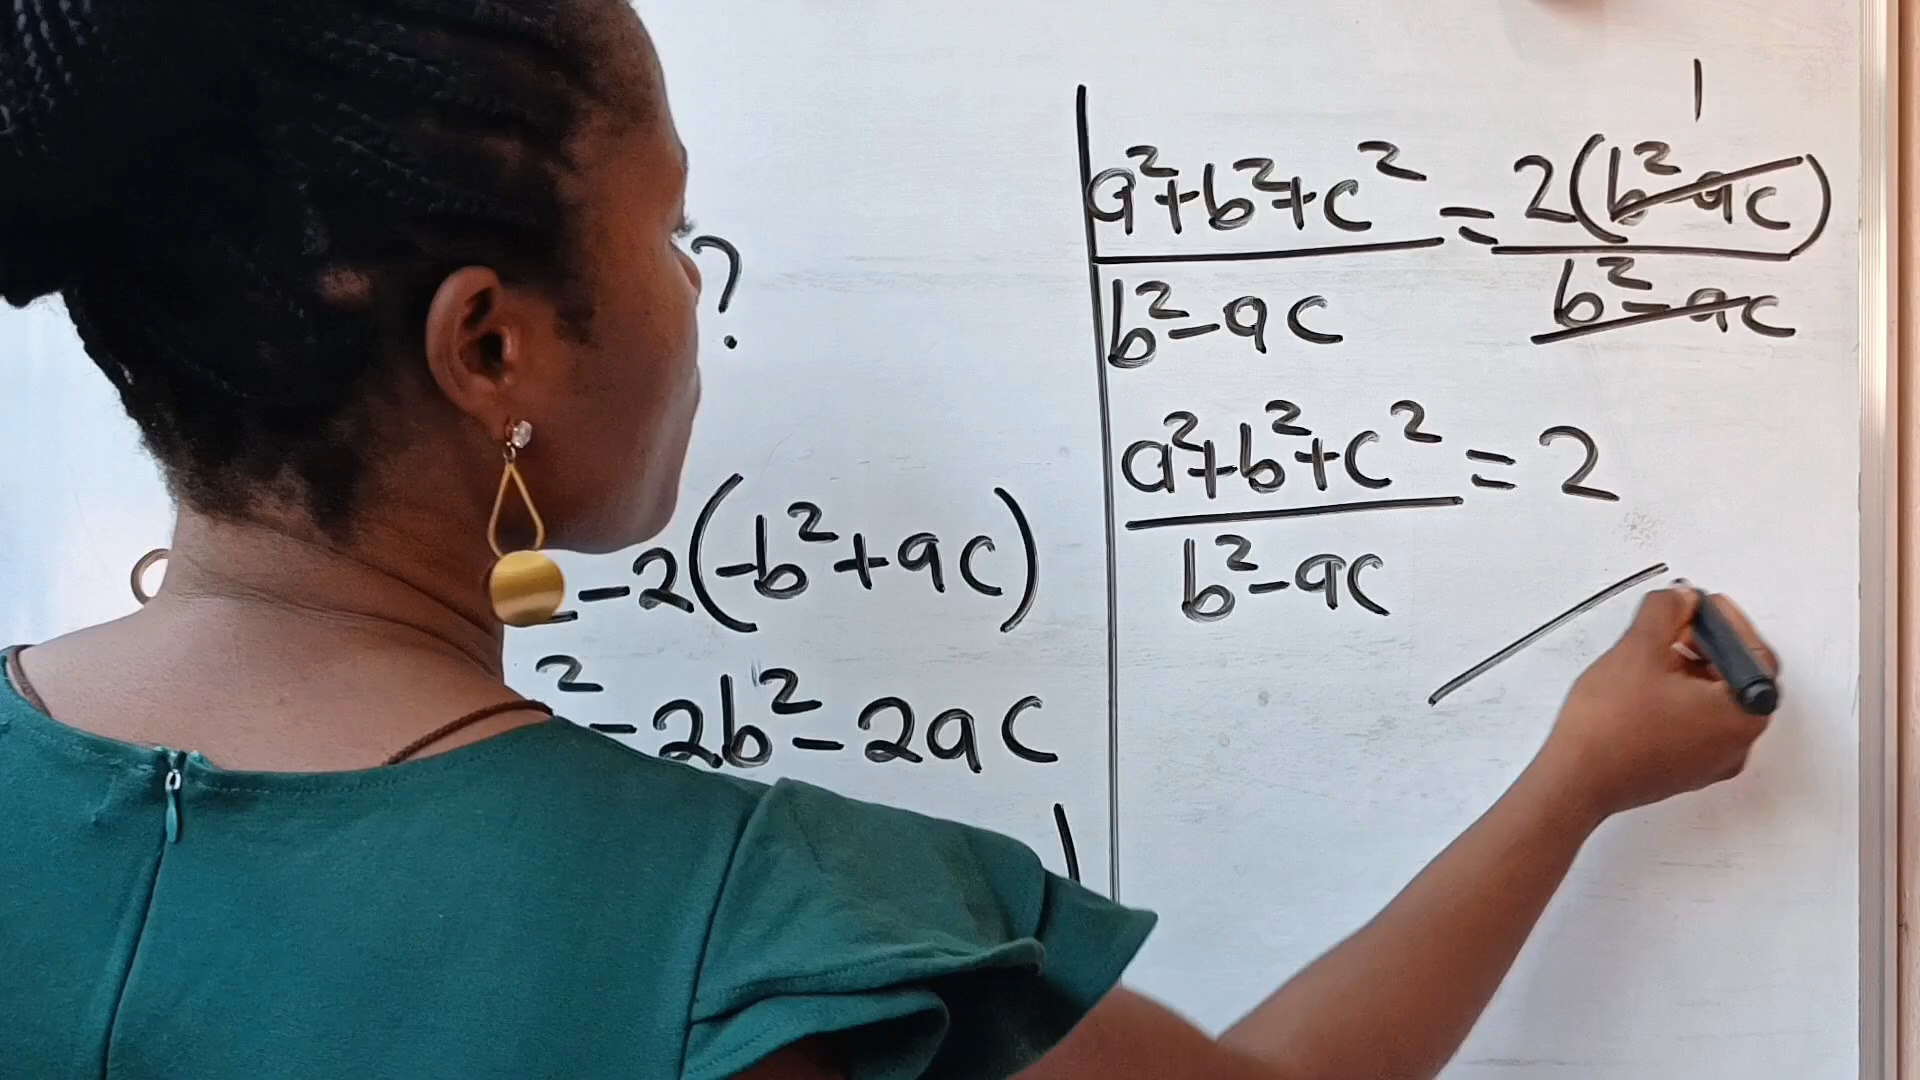 ?
-2(-b²+ac)
²-2b²-2ac
1
a²+b²+c²/b²-ac = 2(b²-ac)/b²-ac
a²+b²+c²/b²-ac = 2